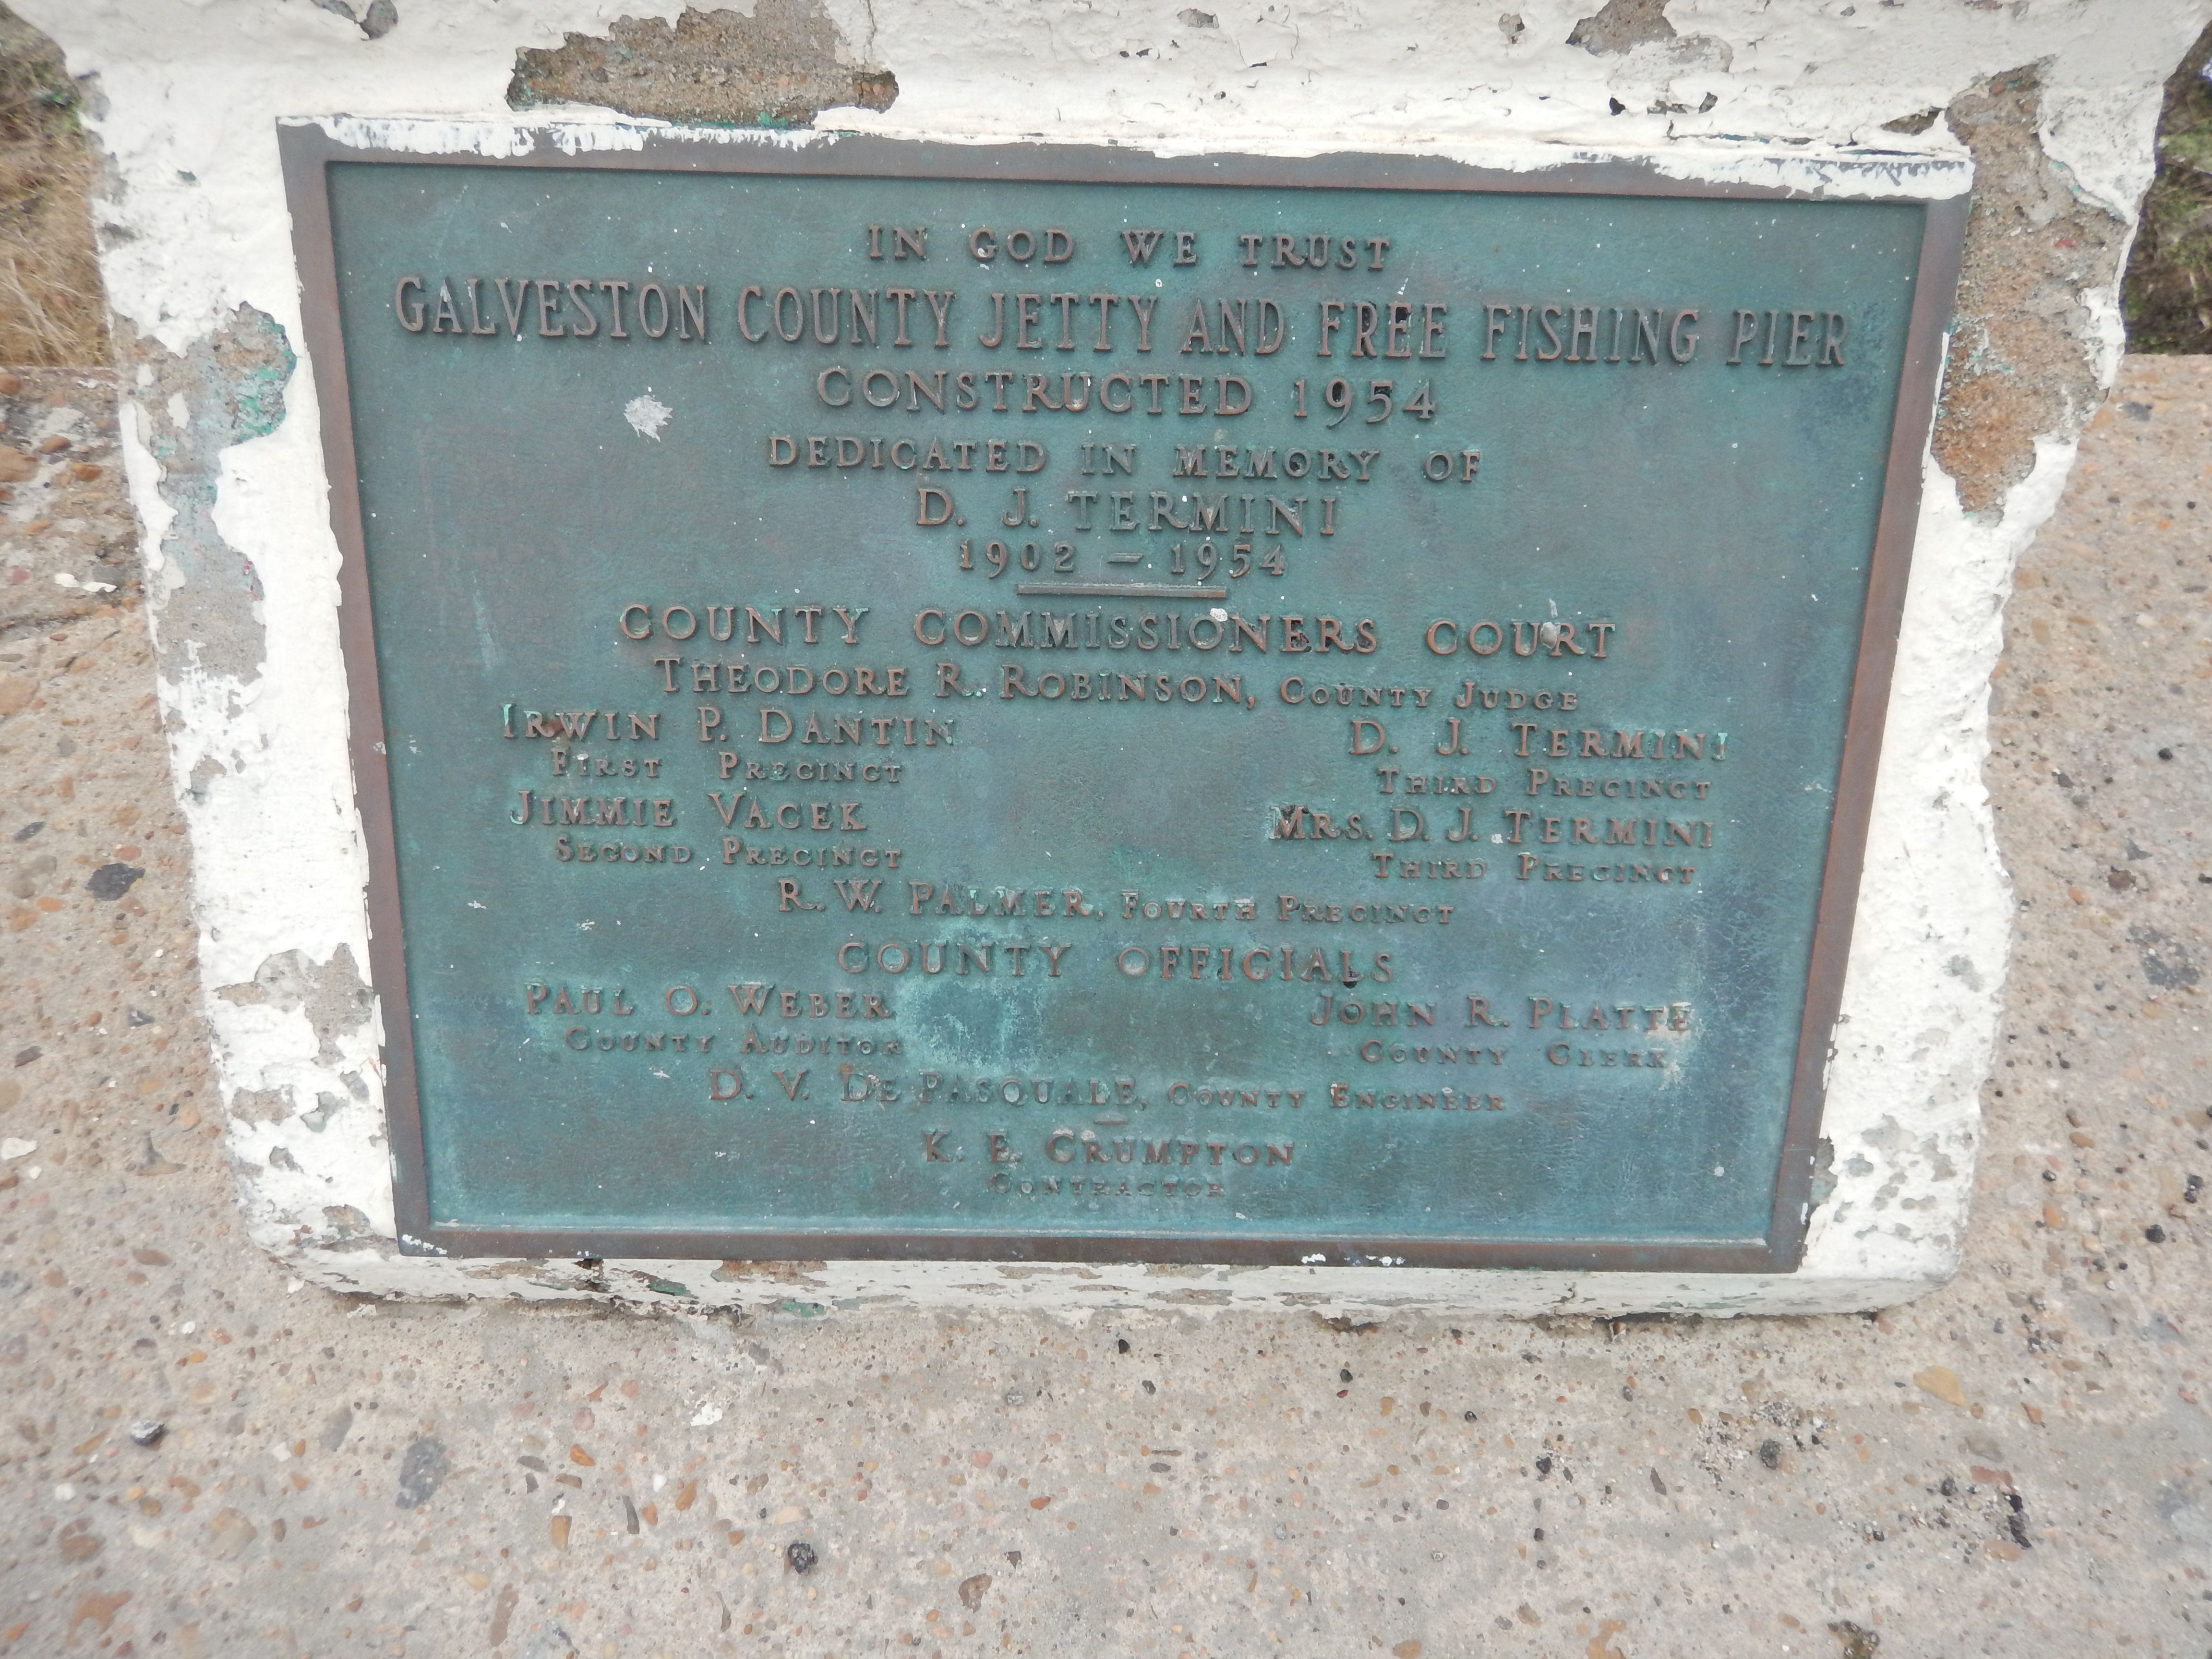 IN GOD WE TRUST
GALVESTON COUNTY JETTY AND FREE FISHING PIER
CONSTRUCTED 1954
DEDICATED IN MEMORY OF
D. J. TERMINI
1902 – 1954
COUNTY COMMISSIONERS COURT
THEODORE R. ROBINSON, COUNTY JUDGE
IRWIN P. DANTIN
FIRST PRECINCT
D. J. TERMINI
THIRD PRECINCT
JIMMIE VACEK
SECOND PRECINCT
MRS. D. J. TERMINI
THIRD PRECINCT
R. W. PALMER, FOURTH PRECINCT
COUNTY OFFICIALS
PAUL O. WEBER
COUNTY AUDITOR
JOHN R. PLATTE
COUNTY CLERK
D. V. DE PASQUALE, COUNTY ENGINEER
K. E. CRUMPTON
CONTRACTOR